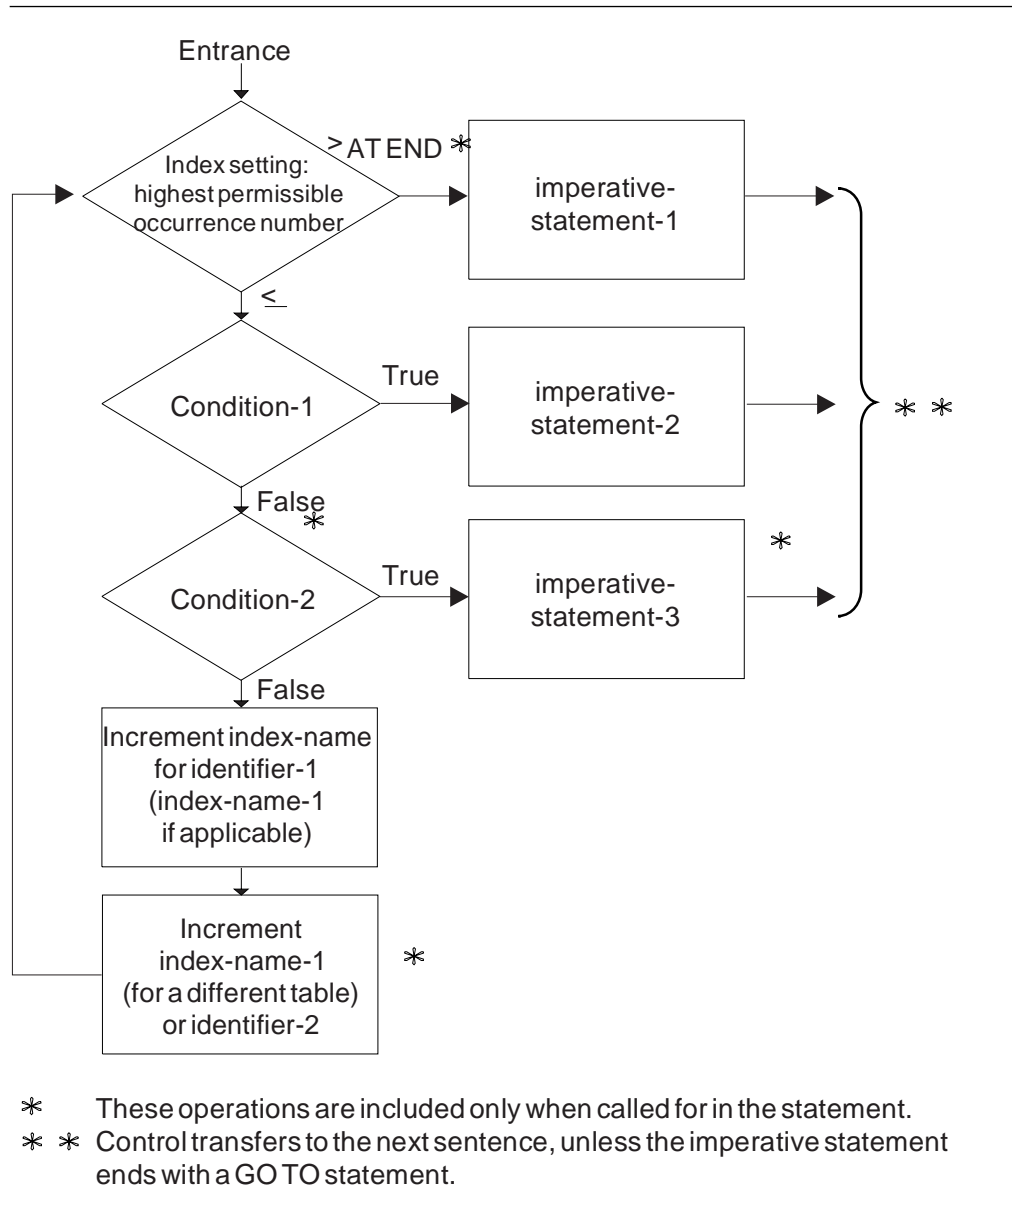 Entrance
> AT END *
Index setting:
highest permissible
occurrence number
imperative-
statement-1
<
Condition-1
True
imperative-
statement-2
* *
False
*
Condition-2
True
imperative-
statement-3
*
False
Increment index-name
for identifier-1
(index-name-1
if applicable)
Increment
index-name-1
(for a different table)
or identifier-2
*
* These operations are included only when called for in the statement.
* * Control transfers to the next sentence, unless the imperative statement
ends with a GO TO statement.